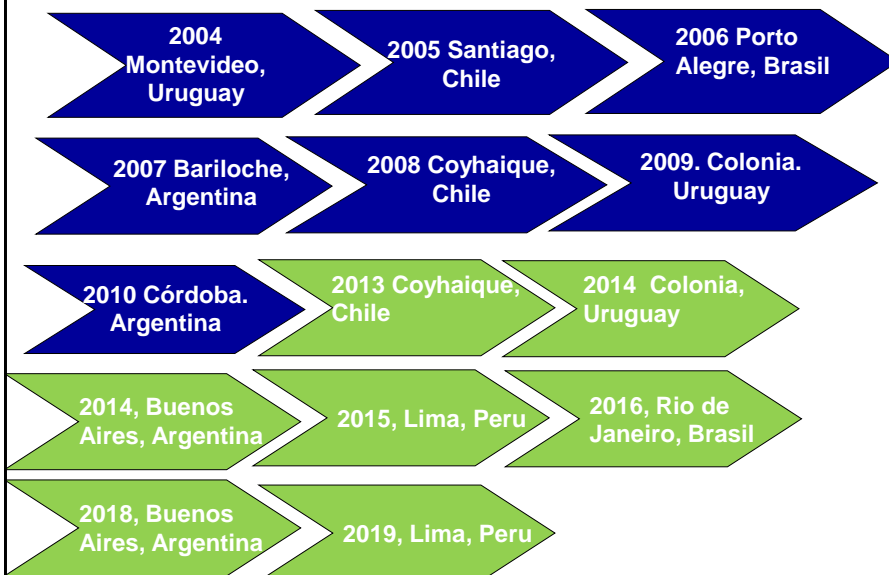 2004
Montevideo,
Uruguay
2005 Santiago,
Chile
2006 Porto
Alegre, Brasil
2007 Bariloche,
Argentina
2008 Coyhaique,
Chile
2009. Colonia.
Uruguay
2010 Córdoba.
Argentina
2013 Coyhaique,
Chile
2014 Colonia,
Uruguay
2014, Buenos
Aires, Argentina
2015, Lima, Peru
2016, Rio de
Janeiro, Brasil
2018, Buenos
Aires, Argentina
2019, Lima, Peru